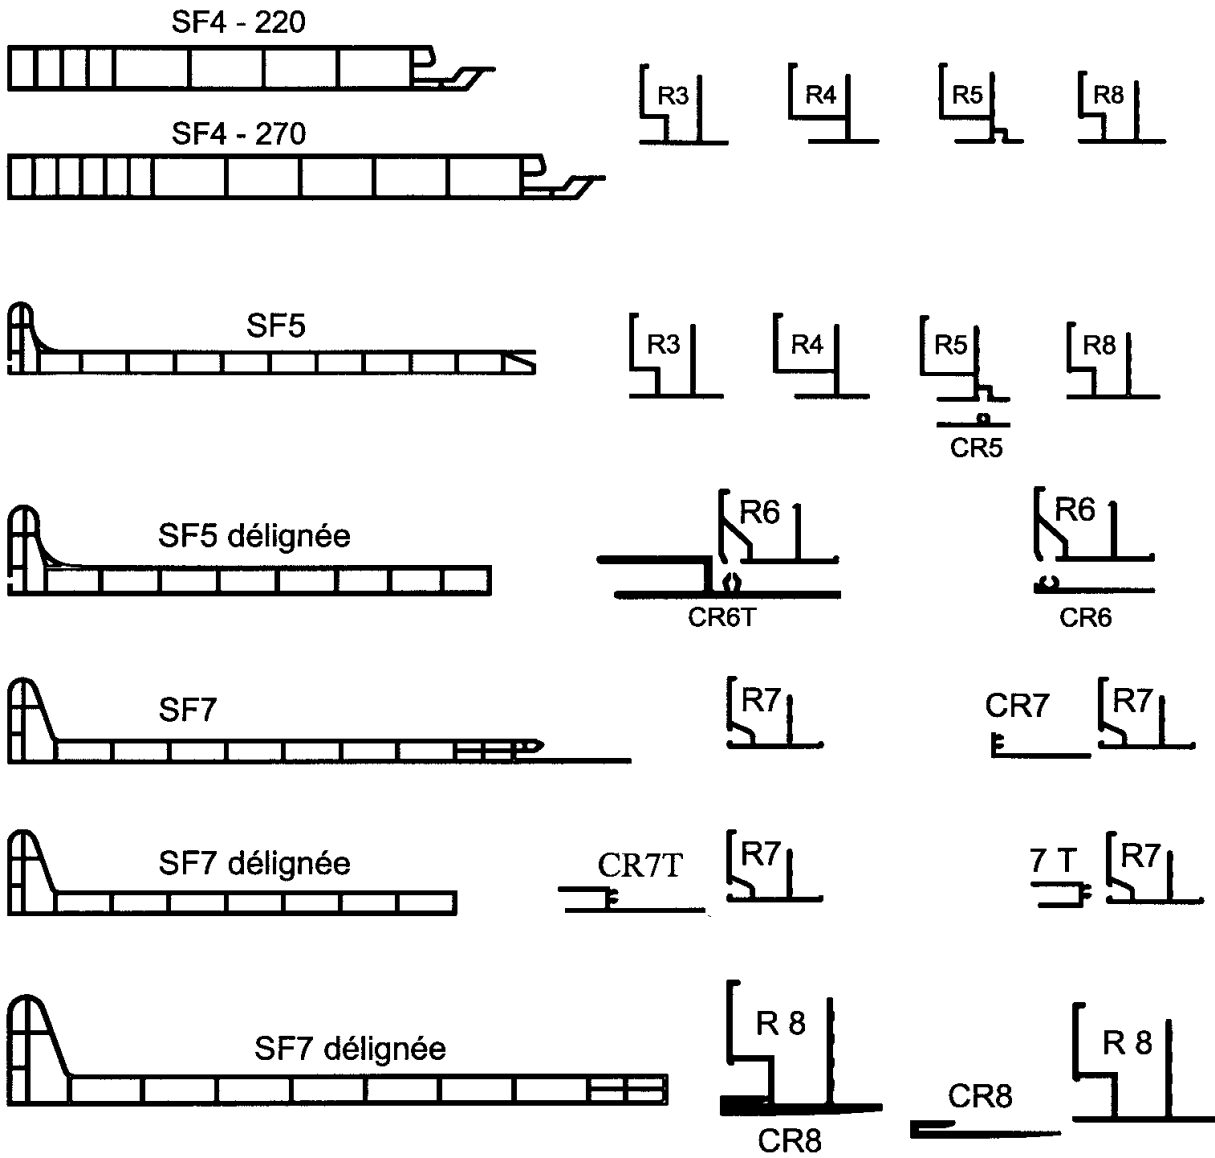 SF4 - 220
R3 R4 R5 R8
SF4 - 270
SF5
R3 R4 R5 R8
CR5
SF5 délignée
R6 R6
CR6T CR6
SF7
R7 CR7 R7
SF7 délignée
CR7T R7 7 T R7
SF7 délignée
R 8 R 8
CR8 CR8